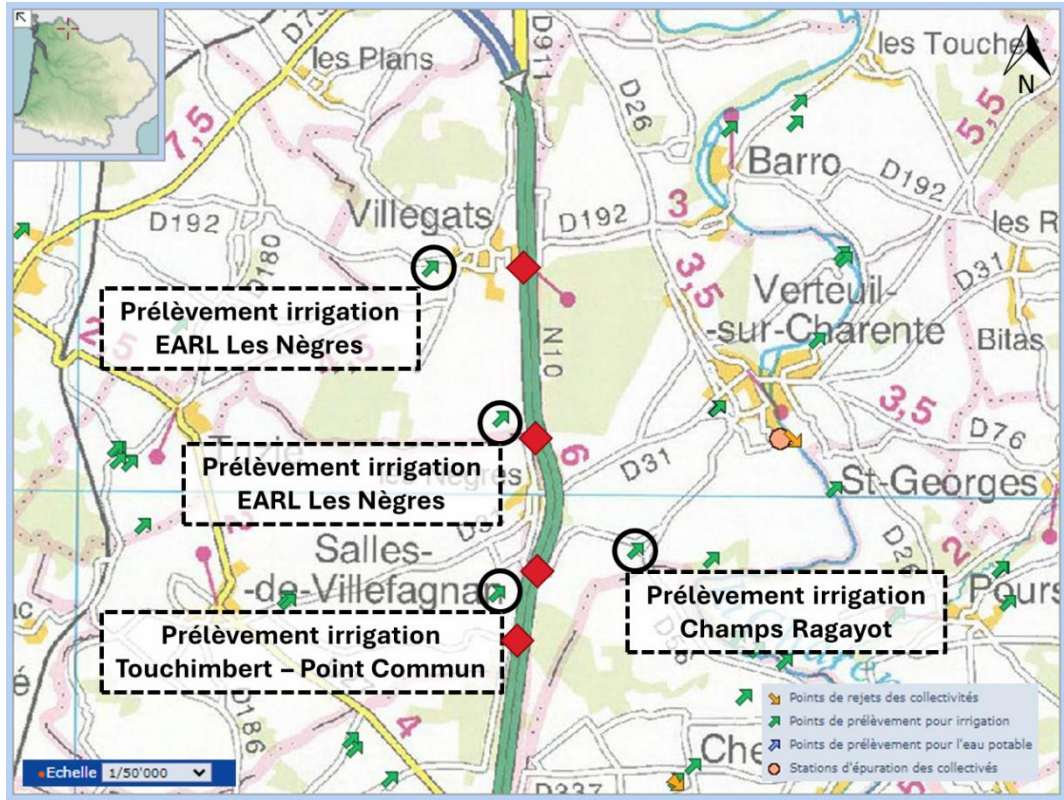 les Plans
D911
D26
les Touches
N
7,5
5,5
Barro
D192
Villegats
D192
3
D192
les R
D180
D31
3,5
Verteuil-
-sur-Charente
Bitas
Prélèvement irrigation
EARL Les Nègres
N10
3,5
D76
Prélèvement irrigation
EARL Les Nègres
6
D31
St-Georges
Salles-
-de-Villefagnan
D26
2
Prélèvement irrigation
Champs Ragayot
Prélèvement irrigation
Touchimbert – Point Commun
D186
4
Che
D337
Points de rejets des collectivités
Points de prélèvement pour irrigation
Points de prélèvement pour l'eau potable
Stations d'épuration des collectivés
Echelle 1/50'000